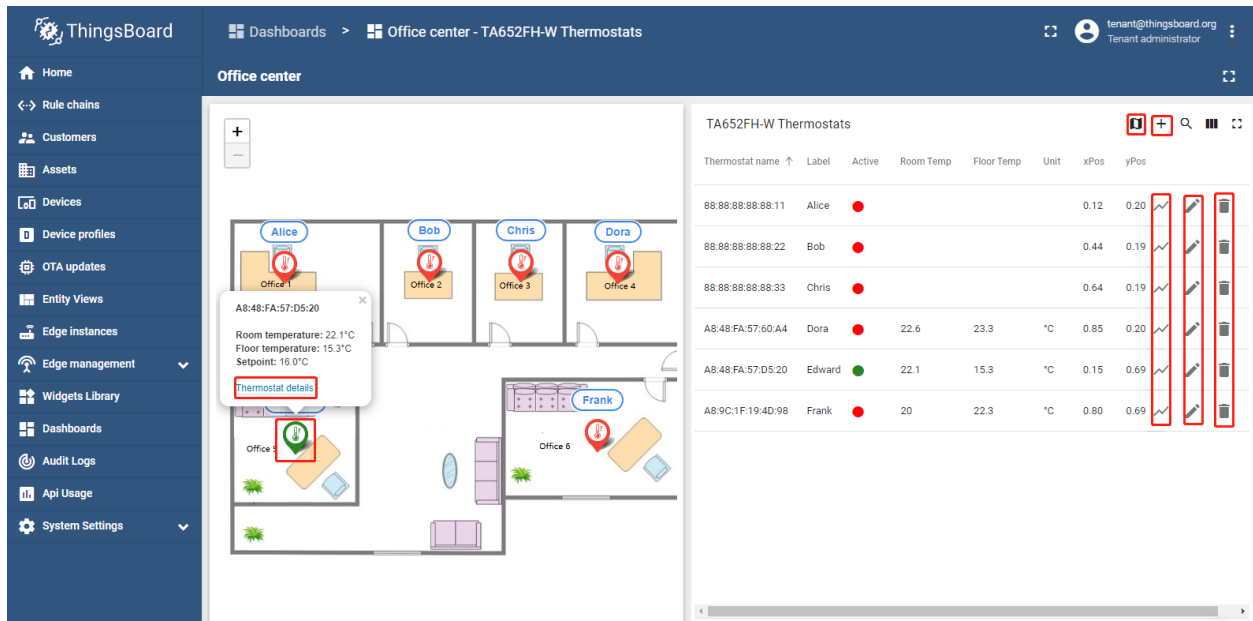 ThingsBoard
Dashboards > Office center - TA652FH-W Thermostats
tenant@thingsboard.org
Tenant administrator
Home
Rule chains
Customers
Assets
Devices
Device profiles
OTA updates
Entity Views
Edge instances
Edge management
Widgets Library
Dashboards
Audit Logs
Api Usage
System Settings
Office center
+
−
Alice
Bob
Chris
Dora
Office 1
Office 2
Office 3
Office 4
A8:48:FA:57:D5:20
×
Room temperature: 22.1°C
Floor temperature: 15.3°C
Setpoint: 16.0°C
Thermostat details
Frank
Office 5
Office 6
TA652FH-W Thermostats
Thermostat name ↑ Label Active Room Temp Floor Temp Unit xPos yPos
88:88:88:88:88:11 Alice 0.12 0.20
88:88:88:88:88:22 Bob 0.44 0.19
88:88:88:88:88:33 Chris 0.64 0.19
A8:48:FA:57:60:A4 Dora 22.6 23.3 °C 0.85 0.20
A8:48:FA:57:D5:20 Edward 22.1 15.3 °C 0.15 0.69
A8:9C:1F:19:4D:98 Frank 20 22.3 °C 0.80 0.69